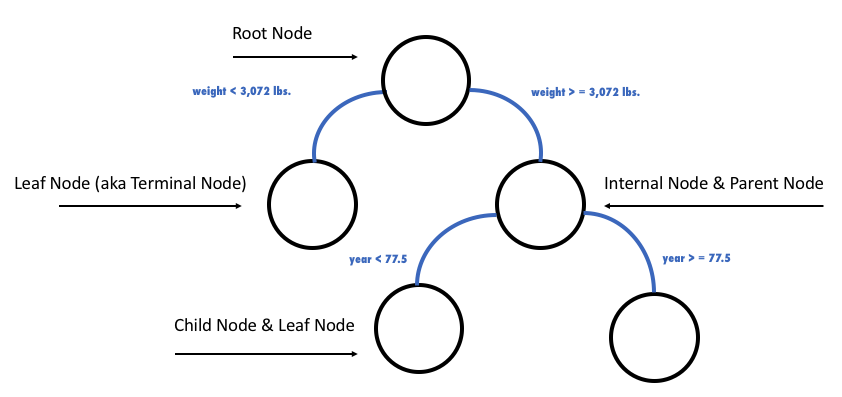 Root Node
weight < 3,072 lbs.
weight > = 3,072 lbs.
Leaf Node (aka Terminal Node)
Internal Node & Parent Node
year < 77.5
year > = 77.5
Child Node & Leaf Node